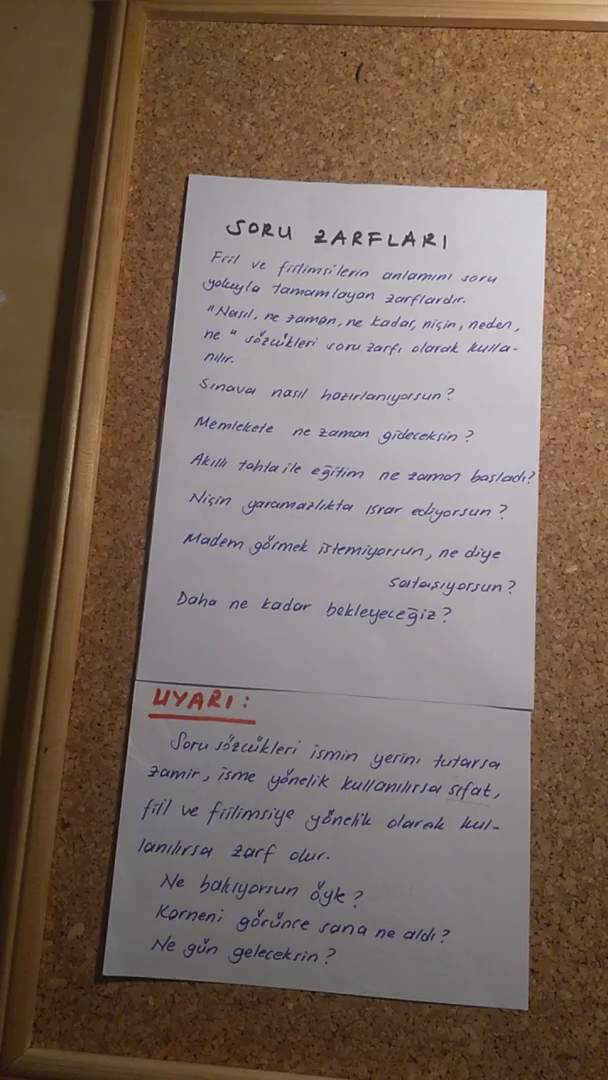 SORU ZARFLARI
Fiil ve fiilimsilerin anlamını soru
yoluyla tamamlayan zarflardır.
"Nasıl, ne zaman, ne kadar, niçin, neden,
ne" sözcükleri soru zarfı olarak kulla-
nılır.
Sınava nasıl hazırlanıyorsun?
Memlekete ne zaman gideceksin?
Akıllı tahta ile eğitim ne zaman başladı?
Niçin yaramazlıkta ısrar ediyorsun?
Madem görmek istemiyorsun, ne diye
sataşıyorsun?
Daha ne kadar bekleyeceğiz?
UYARI:
Soru sözcükleri ismin yerini tutarsa
zamir, isme yönelik kullanılırsa sıfat,
fiil ve fiilimsiye yönelik olarak kul-
lanılırsa zarf olur.
Ne bakıyorsun öyle?
Karneni görünce sana ne aldı?
Ne gün geleceksin?